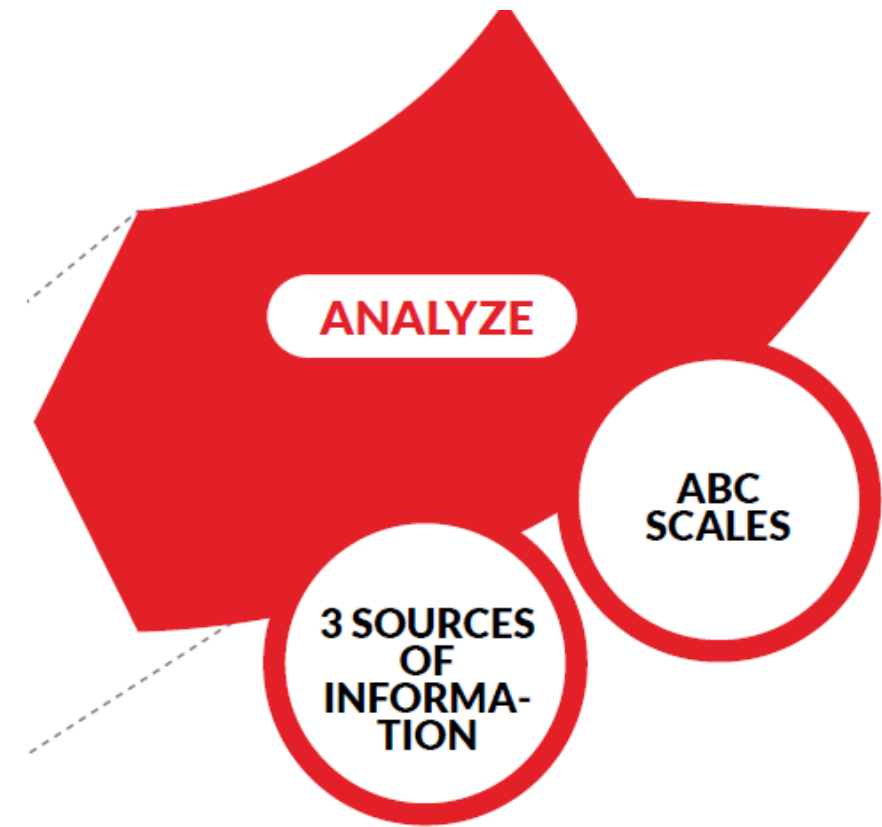 ANALYZE
ABC
SCALES
3 SOURCES
OF
INFORMA-
TION